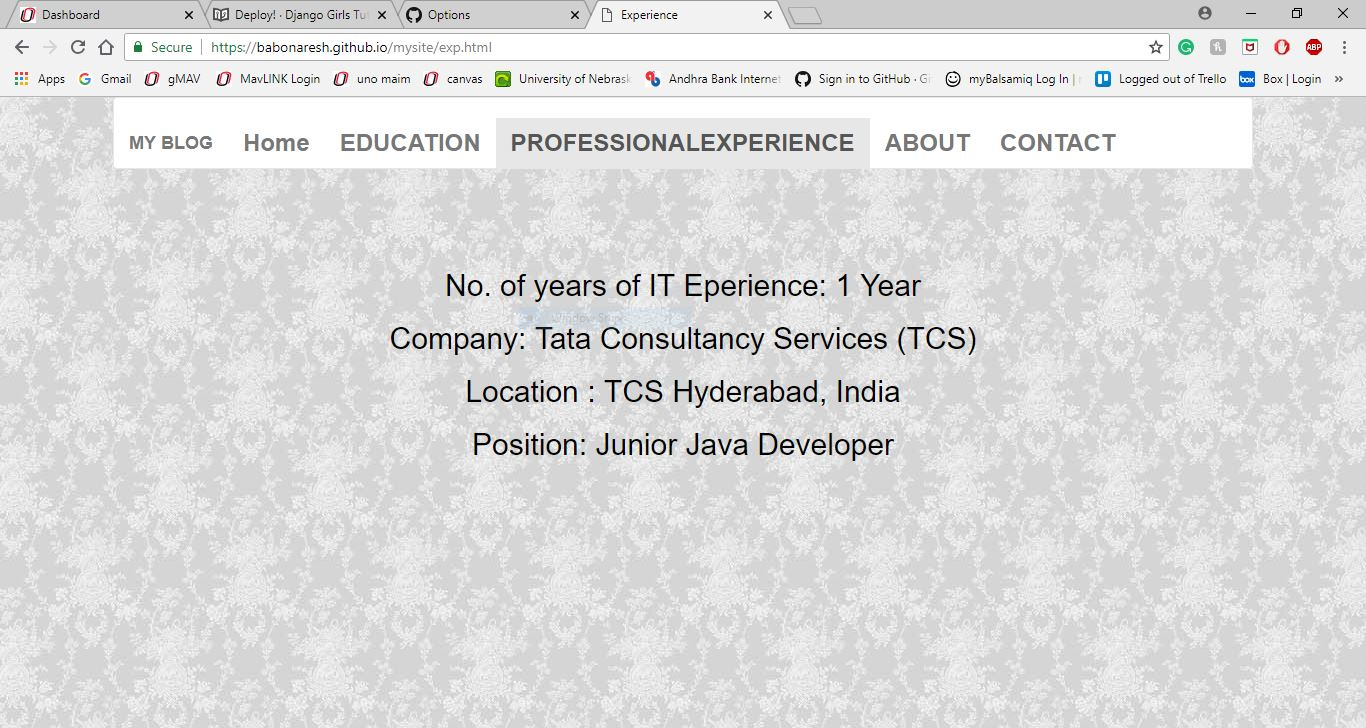 Dashboard
Deploy! · Django Girls Tut
Options
Experience
Secure
https://babonaresh.github.io/mysite/exp.html
Apps
Gmail
gMAV
MavLINK Login
uno maim
canvas
University of Nebrask
Andhra Bank Internet
Sign in to GitHub · Gi
myBalsamiq Log In |
Logged out of Trello
box
Box | Login
ABP
MY BLOG
Home
EDUCATION
PROFESSIONALEXPERIENCE
ABOUT
CONTACT
No. of years of IT Eperience: 1 Year
Company: Tata Consultancy Services (TCS)
Location : TCS Hyderabad, India
Position: Junior Java Developer